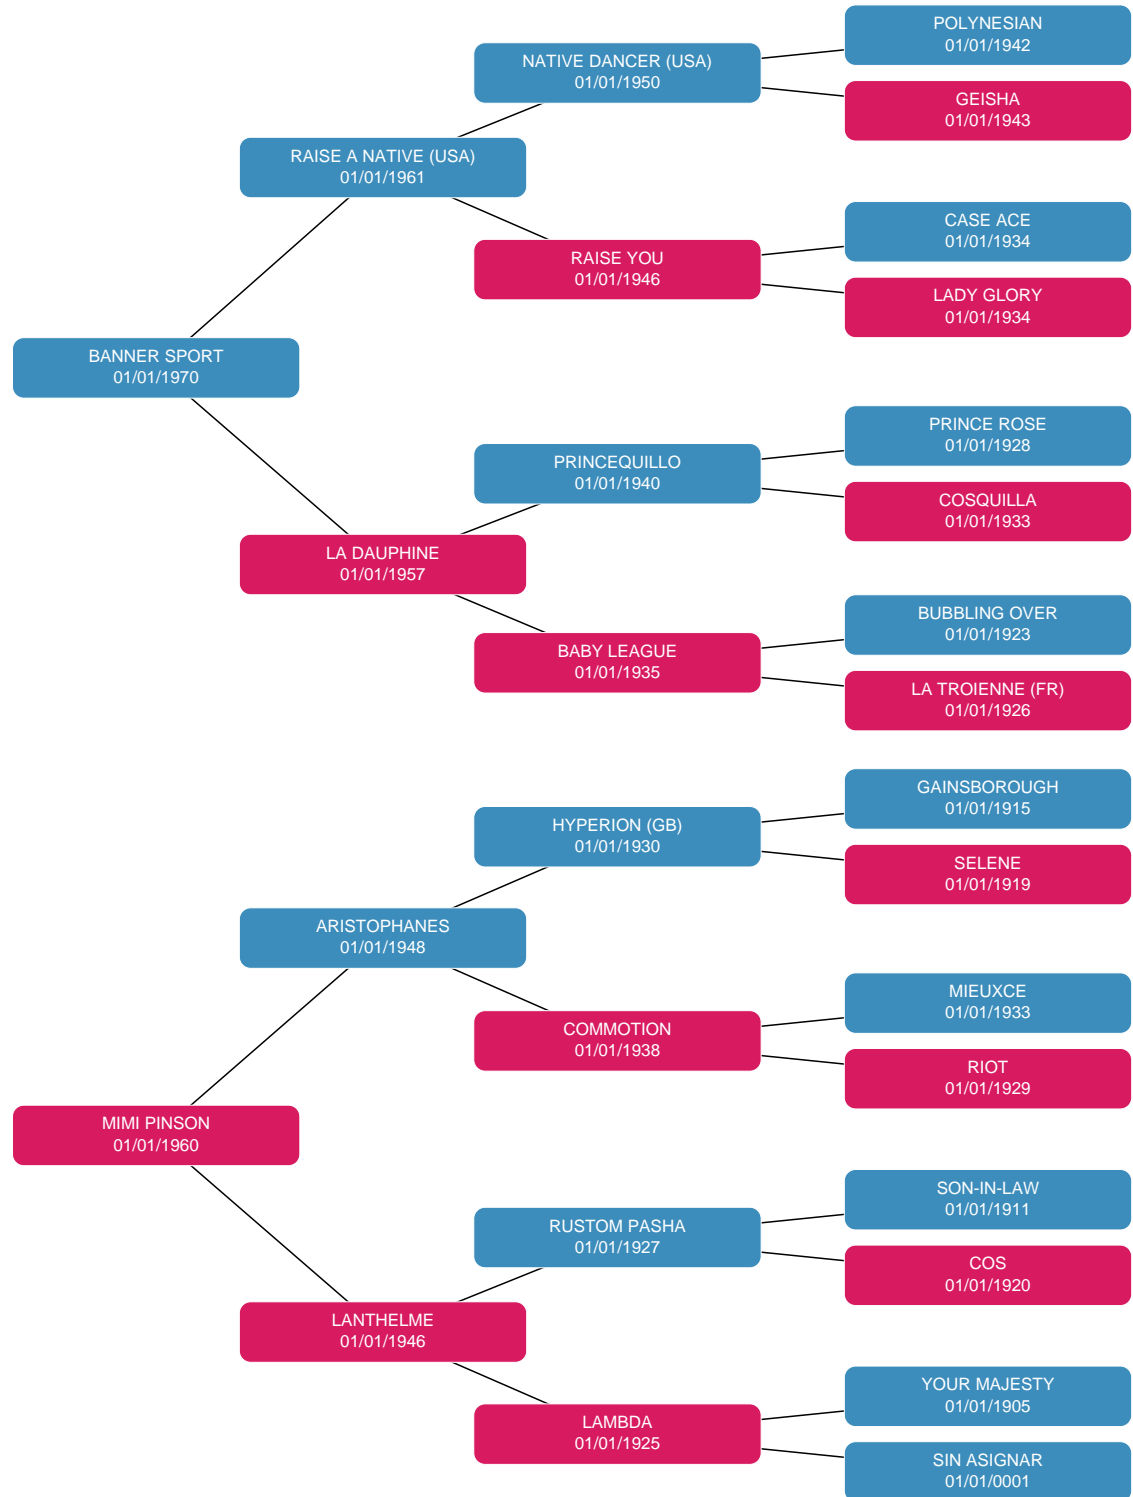 POLYNESIAN
01/01/1942
NATIVE DANCER (USA)
01/01/1950
GEISHA
01/01/1943
RAISE A NATIVE (USA)
01/01/1961
CASE ACE
01/01/1934
RAISE YOU
01/01/1946
LADY GLORY
01/01/1934
BANNER SPORT
01/01/1970
PRINCE ROSE
01/01/1928
PRINCEQUILLO
01/01/1940
COSQUILLA
01/01/1933
LA DAUPHINE
01/01/1957
BUBBLING OVER
01/01/1923
BABY LEAGUE
01/01/1935
LA TROIENNE (FR)
01/01/1926
GAINSBOROUGH
01/01/1915
HYPERION (GB)
01/01/1930
SELENE
01/01/1919
ARISTOPHANES
01/01/1948
MIEUXCE
01/01/1933
COMMOTION
01/01/1938
RIOT
01/01/1929
MIMI PINSON
01/01/1960
SON-IN-LAW
01/01/1911
RUSTOM PASHA
01/01/1927
COS
01/01/1920
LANTHELME
01/01/1946
YOUR MAJESTY
01/01/1905
LAMBDA
01/01/1925
SIN ASIGNAR
01/01/0001